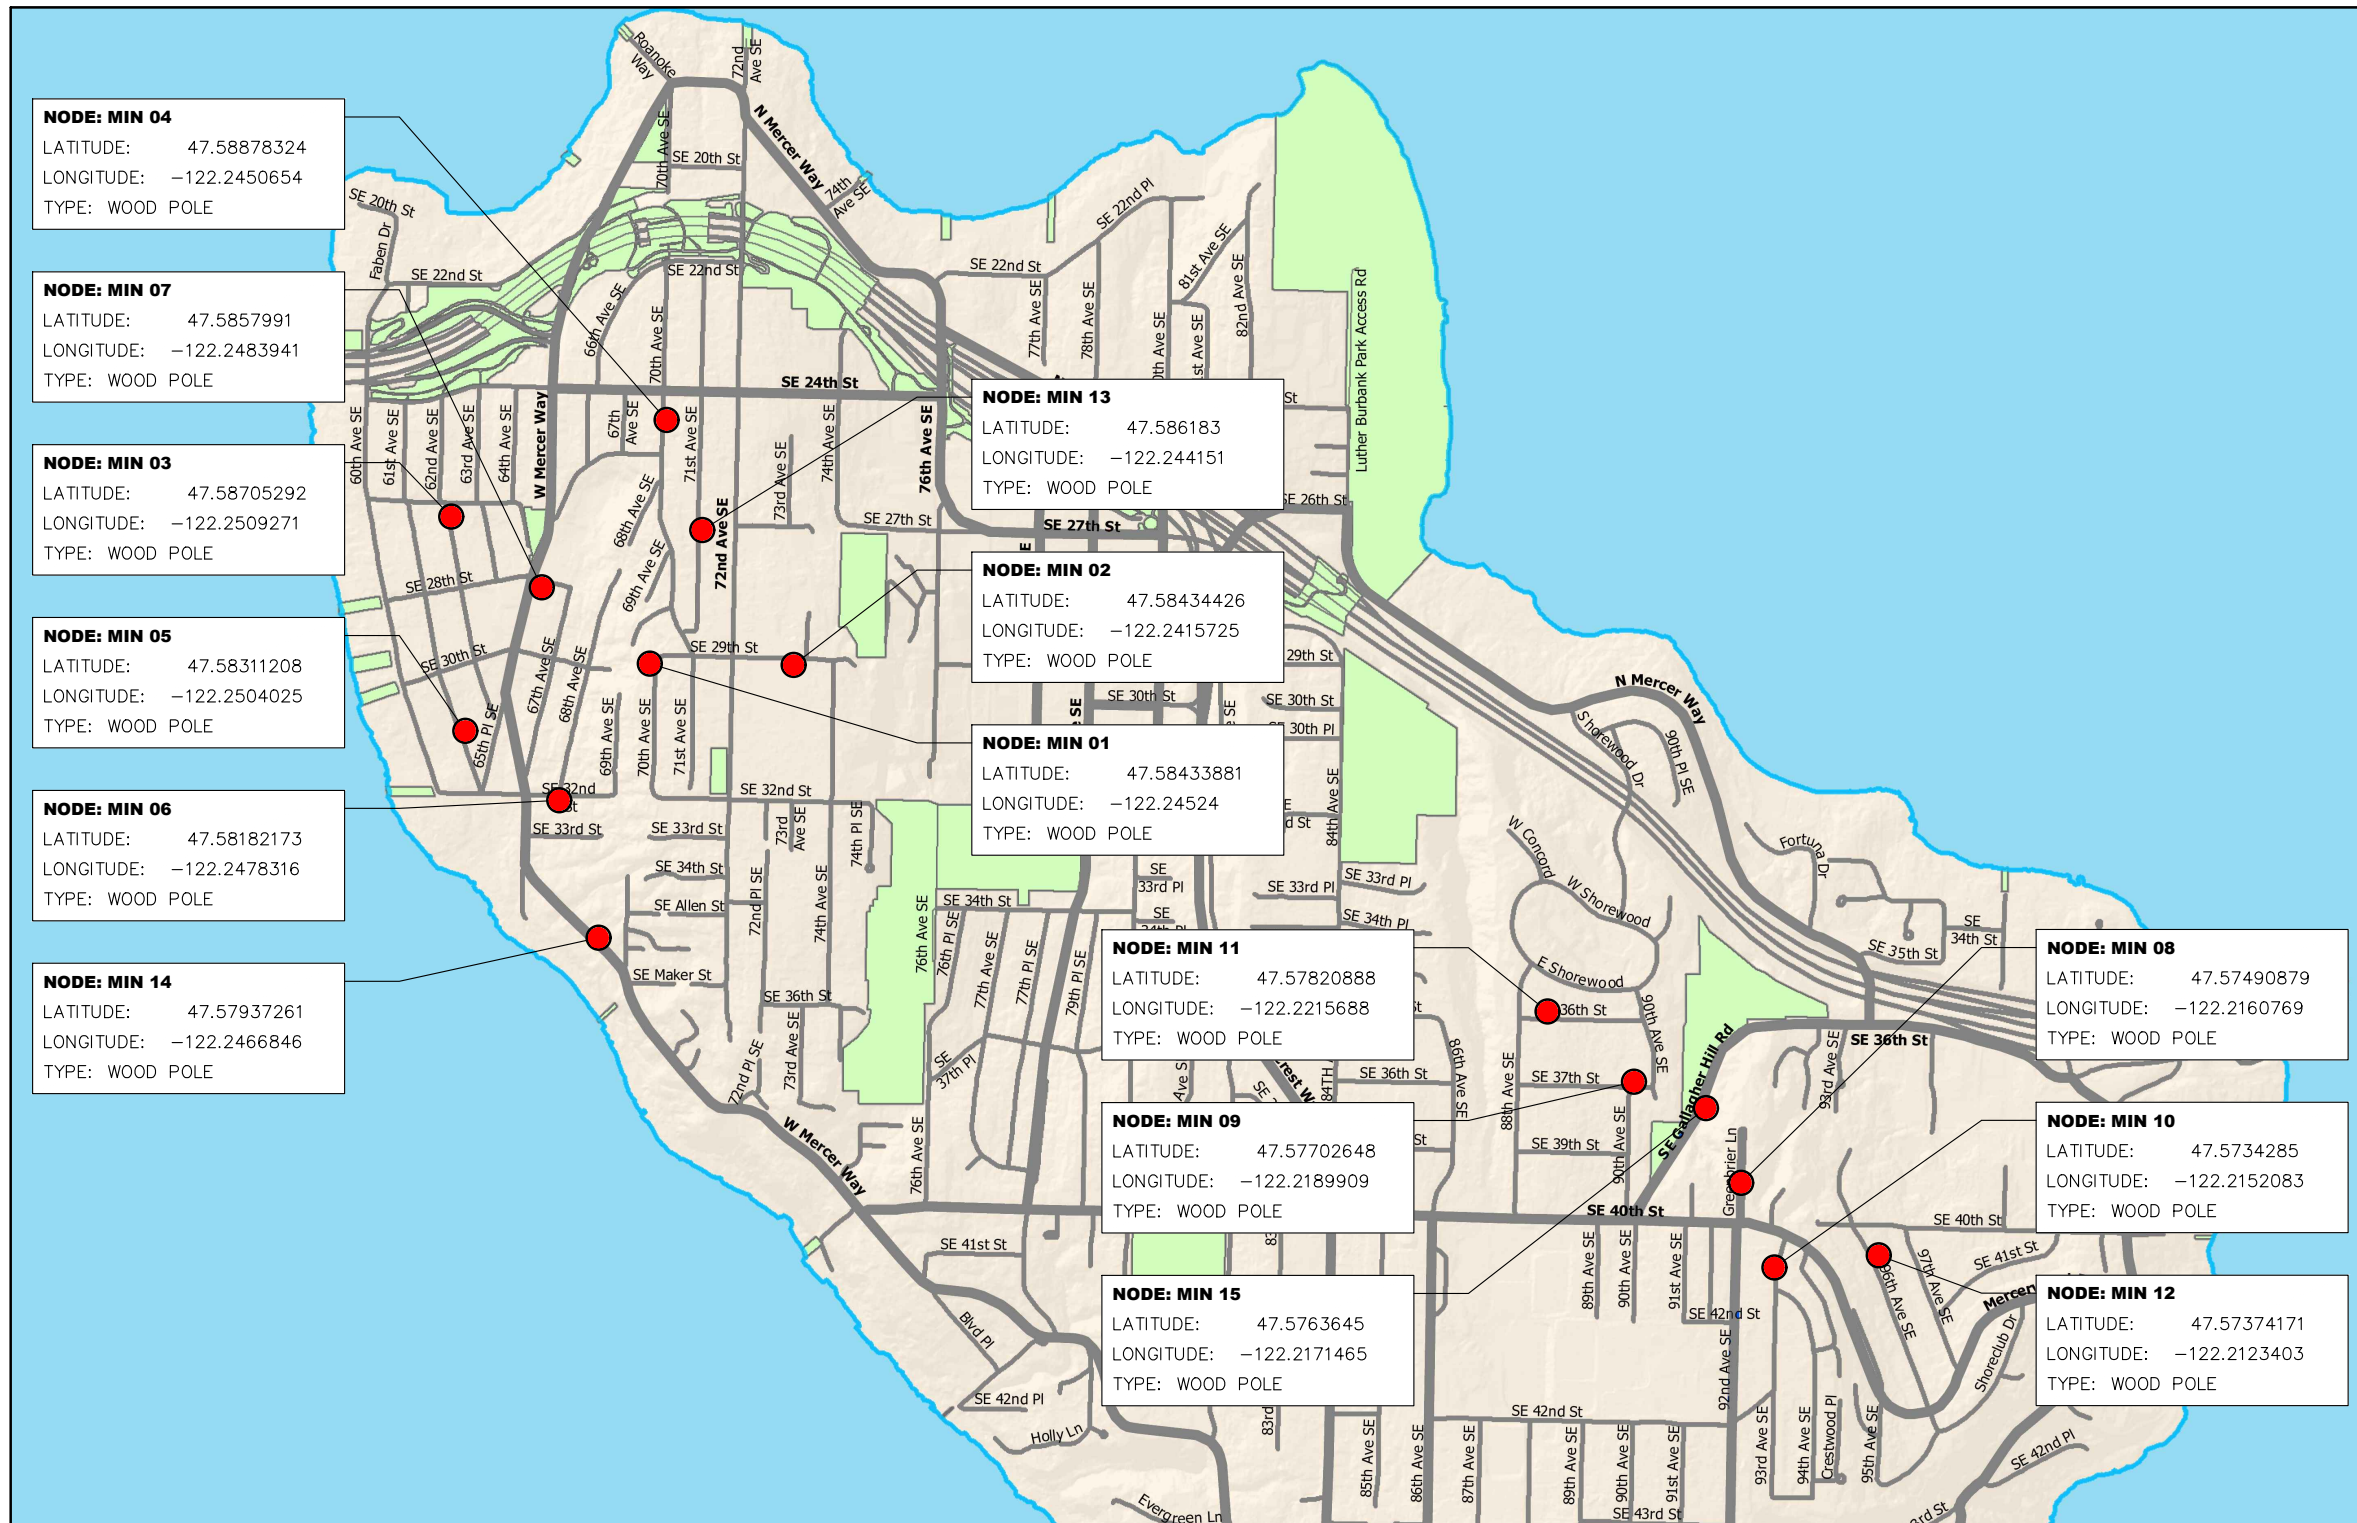 NODE: MIN 04
LATITUDE: 47.58878324
LONGITUDE: −122.2450654
TYPE: WOOD POLE
NODE: MIN 07
LATITUDE: 47.5857991
LONGITUDE: −122.2483941
TYPE: WOOD POLE
NODE: MIN 03
LATITUDE: 47.58705292
LONGITUDE: −122.2509271
TYPE: WOOD POLE
NODE: MIN 05
LATITUDE: 47.58311208
LONGITUDE: −122.2504025
TYPE: WOOD POLE
NODE: MIN 06
LATITUDE: 47.58182173
LONGITUDE: −122.2478316
TYPE: WOOD POLE
NODE: MIN 14
LATITUDE: 47.57937261
LONGITUDE: −122.2466846
TYPE: WOOD POLE
NODE: MIN 13
LATITUDE: 47.586183
LONGITUDE: −122.244151
TYPE: WOOD POLE
NODE: MIN 02
LATITUDE: 47.58434426
LONGITUDE: −122.2415725
TYPE: WOOD POLE
NODE: MIN 01
LATITUDE: 47.58433881
LONGITUDE: −122.24524
TYPE: WOOD POLE
NODE: MIN 11
LATITUDE: 47.57820888
LONGITUDE: −122.2215688
TYPE: WOOD POLE
NODE: MIN 09
LATITUDE: 47.57702648
LONGITUDE: −122.2189909
TYPE: WOOD POLE
NODE: MIN 15
LATITUDE: 47.5763645
LONGITUDE: −122.2171465
TYPE: WOOD POLE
NODE: MIN 08
LATITUDE: 47.57490879
LONGITUDE: −122.2160769
TYPE: WOOD POLE
NODE: MIN 10
LATITUDE: 47.5734285
LONGITUDE: −122.2152083
TYPE: WOOD POLE
NODE: MIN 12
LATITUDE: 47.57374171
LONGITUDE: −122.2123403
TYPE: WOOD POLE
Roanoke
Way
72nd
Ave SE
N Mercer Way
70th Ave SE
SE 20th St
74th
Ave SE
SE 20th St
Faben Dr
SE 22nd St
SE 22nd St
66th Ave SE
70th Ave SE
SE 22nd St
SE 22nd Pl
81st Ave SE
82nd Ave SE
77th Ave SE
78th Ave SE
Luther Burbank Park Access Rd
SE 24th St
60th Ave SE
61st Ave SE
62nd Ave SE
63rd Ave SE
64th Ave SE
W Mercer Way
67th
Ave SE
71st Ave SE
73rd Ave SE
74th Ave SE
76th Ave SE
68th Ave SE
69th Ave SE
72nd Ave SE
SE 27th St
SE 27th St
SE 26th St
SE 28th St
SE 30th St
67th Ave SE
68th Ave SE
65th Pl SE
SE 29th St
29th St
SE 30th St
SE 30th St
30th Pl
69th Ave SE
70th Ave SE
71st Ave SE
SE 32nd
St
SE 32nd St
SE 33rd St
SE 33rd St
73rd
Ave SE
74th Pl SE
84th Ave SE
SE 34th St
SE Allen St
72nd Pl SE
74th Ave SE
SE Maker St
SE 36th St
76th Ave SE
SE 34th St
76th Pl SE
77th Ave SE
77th Pl SE
79th Pl SE
SE
33rd Pl
SE
SE 33rd Pl
SE 33rd Pl
SE 34th Pl
N Mercer Way
Shorewood Dr
90th Pl SE
W Concord
W Shorewood
E Shorewood
Fortuna Dr
SE
34th St
SE 35th St
SE 36th St
36th St
90th Ave SE
SE Gallagher Hill Rd
93rd Ave SE
72nd Pl SE
73rd Ave SE
SE
37th Pl
76th Ave SE
W Mercer Way
SE 36th St
86th Ave SE
88th Ave SE
SE 37th St
SE 39th St
90th Ave SE
Greenbrier Ln
SE 40th St
SE 40th St
SE 41st St
SE 41st St
Blvd Pl
SE 42nd Pl
Holly Ln
Evergreen Ln
89th Ave SE
90th Ave SE
91st Ave SE
SE 42nd St
92nd Ave SE
96th Ave SE
97th Ave SE
Mercer
Shoreclub Dr
SE 42nd St
85th Ave SE
86th Ave SE
87th Ave SE
89th Ave SE
90th Ave SE
91st Ave SE
SE 43rd St
93rd Ave SE
94th Ave SE
Crestwood Pl
95th Ave SE
SE 42nd Pl